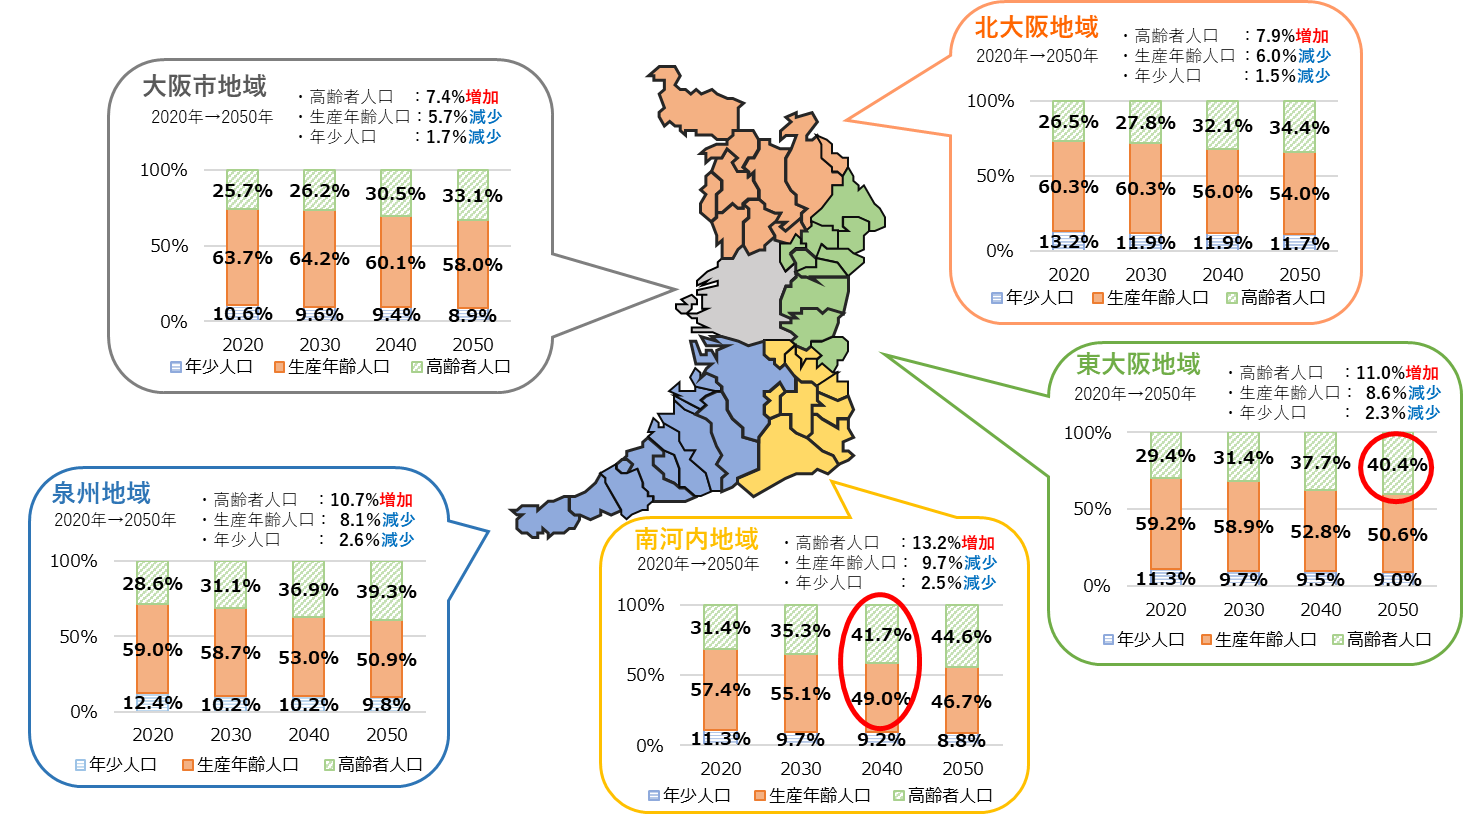 大阪市地域
2020年→2050年
・高齢者人口 ：7.4%増加
・生産年齢人口：5.7%減少
・年少人口 ：1.7%減少
100%
50%
0%
25.7% 26.2% 30.5% 33.1%
63.7% 64.2% 60.1% 58.0%
10.6% 9.6% 9.4% 8.9%
2020 2030 2040 2050
年少人口 生産年齢人口 高齢者人口
北大阪地域
2020年→2050年
・高齢者人口 ：7.9%増加
・生産年齢人口：6.0%減少
・年少人口 ：1.5%減少
100%
50%
0%
26.5% 27.8% 32.1% 34.4%
60.3% 60.3% 56.0% 54.0%
13.2% 11.9% 11.9% 11.7%
2020 2030 2040 2050
年少人口 生産年齢人口 高齢者人口
東大阪地域
2020年→2050年
・高齢者人口 ：11.0%増加
・生産年齢人口： 8.6%減少
・年少人口 ： 2.3%減少
100%
50%
0%
29.4% 31.4% 37.7% 40.4%
59.2% 58.9% 52.8% 50.6%
11.3% 9.7% 9.5% 9.0%
2020 2030 2040 2050
年少人口 生産年齢人口 高齢者人口
泉州地域
2020年→2050年
・高齢者人口 ：10.7%増加
・生産年齢人口： 8.1%減少
・年少人口 ： 2.6%減少
100%
50%
0%
28.6% 31.1% 36.9% 39.3%
59.0% 58.7% 53.0% 50.9%
12.4% 10.2% 10.2% 9.8%
2020 2030 2040 2050
年少人口 生産年齢人口 高齢者人口
南河内地域
2020年→2050年
・高齢者人口 ：13.2%増加
・生産年齢人口： 9.7%減少
・年少人口 ： 2.5%減少
100%
50%
0%
31.4% 35.3% 41.7% 44.6%
57.4% 55.1% 49.0% 46.7%
11.3% 9.7% 9.2% 8.8%
2020 2030 2040 2050
年少人口 生産年齢人口 高齢者人口